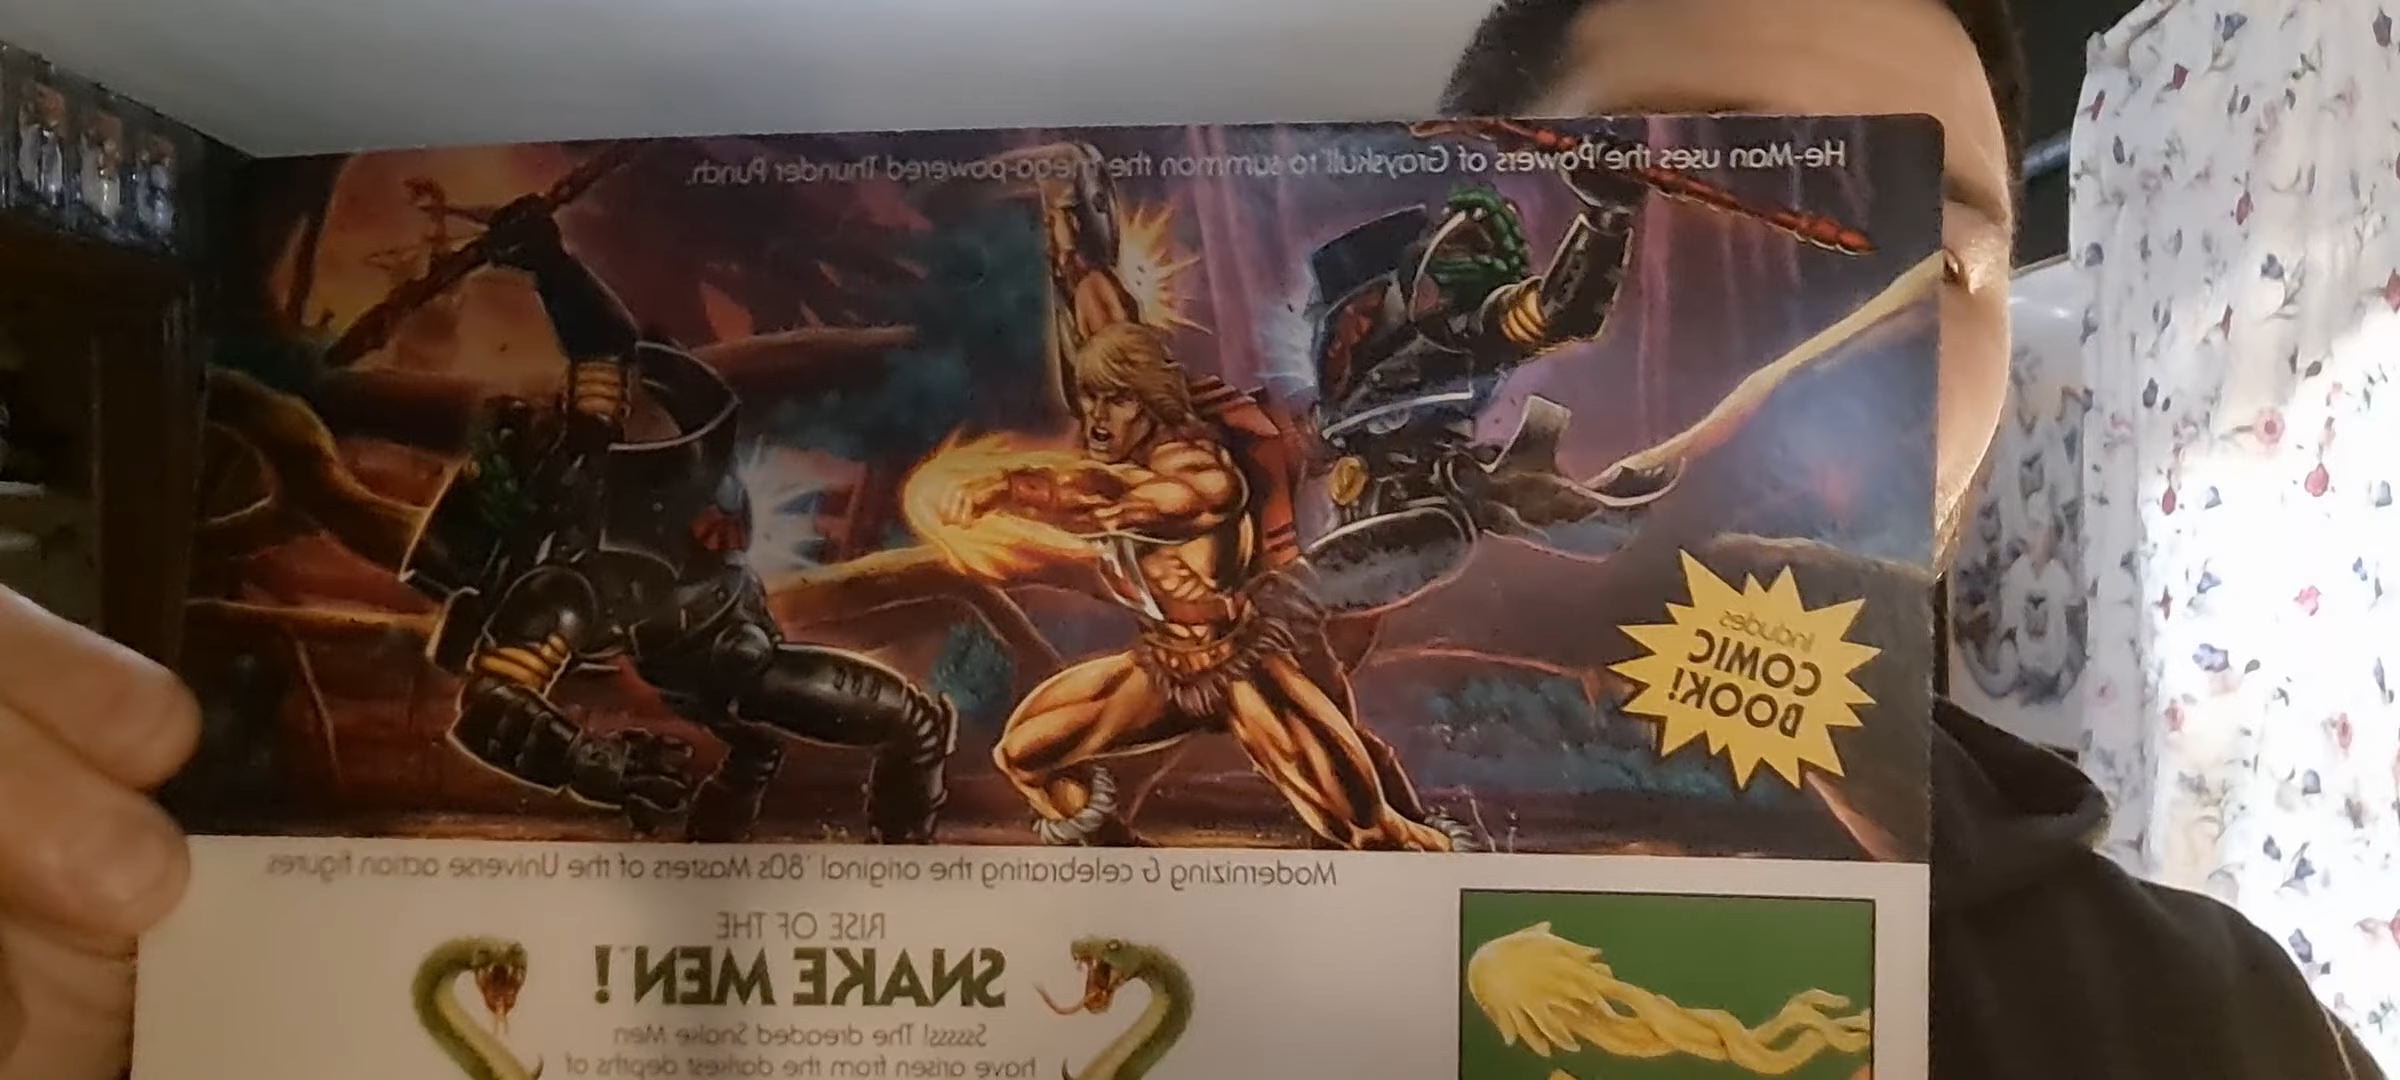 He-Man uses the Powers of Grayskull to summon the mega-powered Thunder Punch.
Includes
COMIC
BOOK!
Modernizing & celebrating the original '80s Masters of the Universe action figures
RISE OF THE
SNAKE MEN!
Sssss! The dreaded Snake Men
have arisen from the darkest depths of